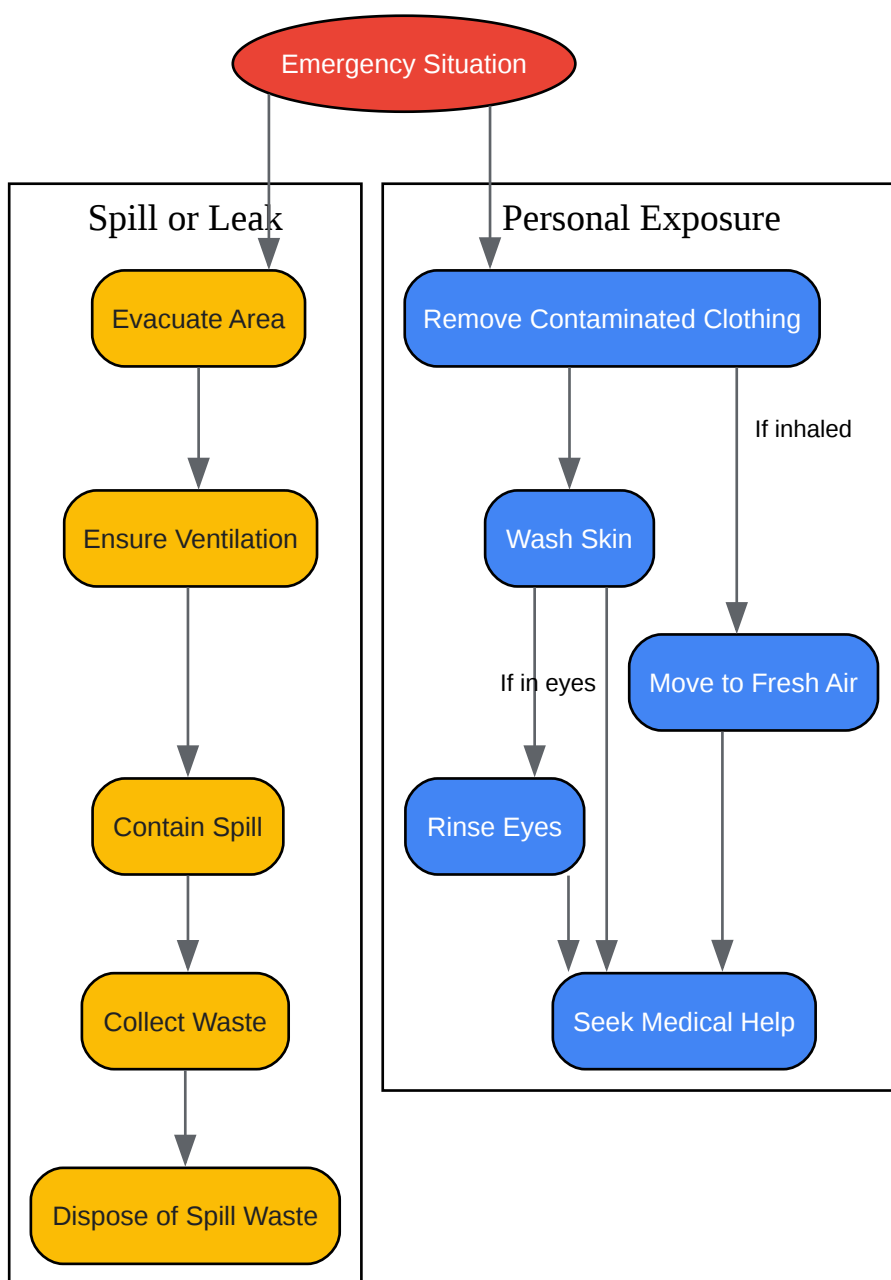 Emergency Situation
Spill or Leak
Evacuate Area
Ensure Ventilation
Contain Spill
Collect Waste
Dispose of Spill Waste
Personal Exposure
Remove Contaminated Clothing
If inhaled
Wash Skin
If in eyes
Move to Fresh Air
Rinse Eyes
Seek Medical Help